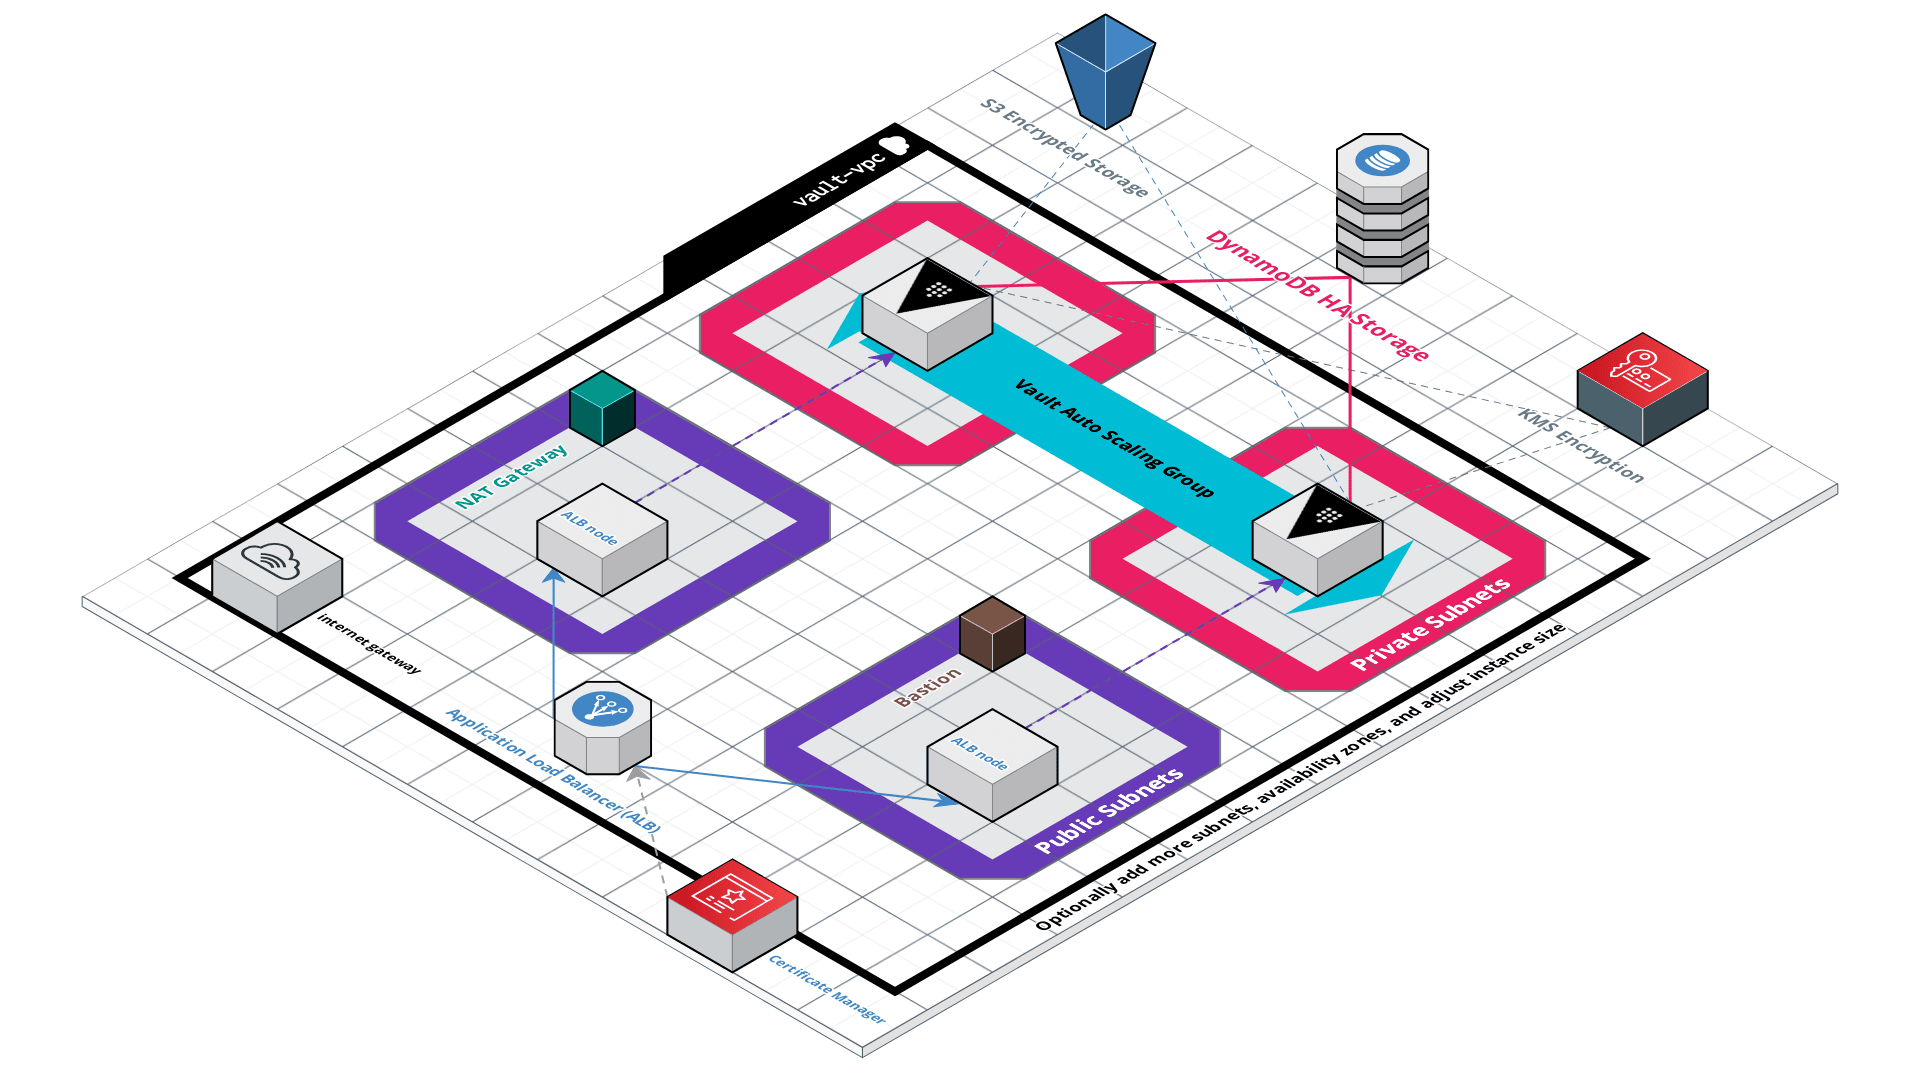 S3 Encrypted Storage
vault-vpc
DynamoDB HA Storage
Vault Auto Scaling Group
KMS Encryption
NAT Gateway
ALB node
Internet gateway
Private Subnets
Bastion
ALB node
Application Load Balancer (ALB)
Public Subnets
Optionally add more subnets, availability zones, and adjust instance size
Certificate Manager